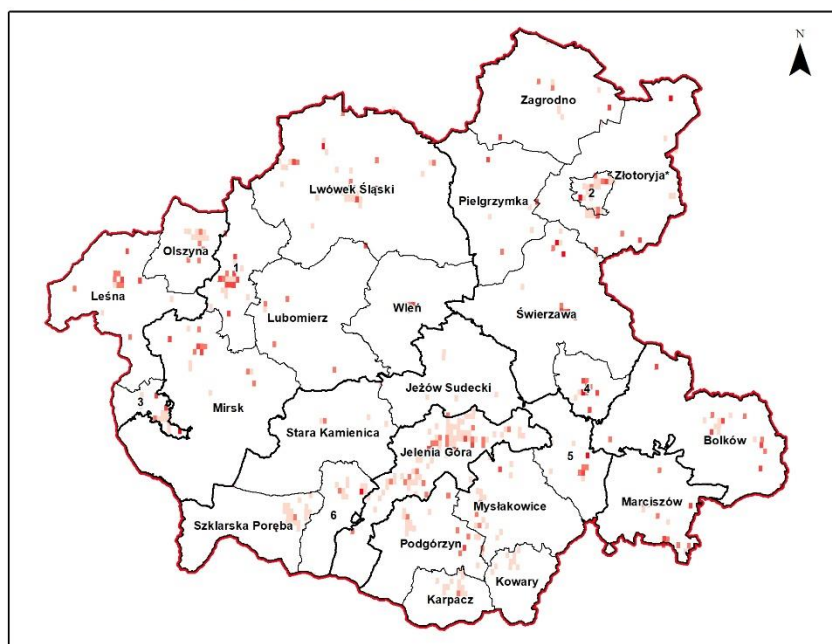 N
Zagrodno
Złotoryja*
Lwówek Śląski
2
Pielgrzymka
Olszyna
1
Leśna
Lubomierz
Wleń
Świerzawa
Jeżów Sudecki
4
3
Mirsk
Stara Kamienica
Bolków
Jelenia Góra
5
Marciszów
Mysłakowice
6
Szklarska Poręba
Podgórzyn
Kowary
Karpacz